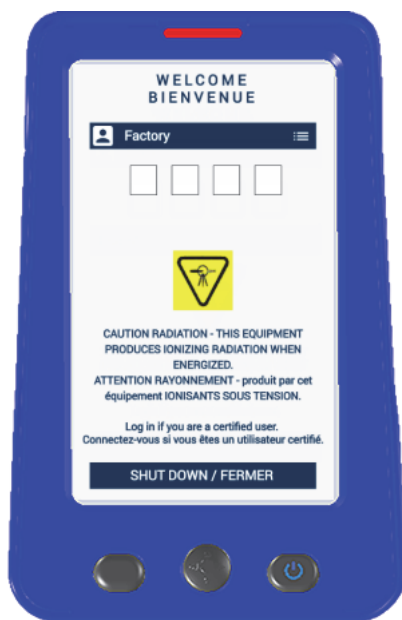 WELCOME
BIENVENUE
Factory
CAUTION RADIATION - THIS EQUIPMENT
PRODUCES IONIZING RADIATION WHEN
ENERGIZED.
ATTENTION RAYONNEMENT - produit par cet
équipement IONISANTS SOUS TENSION.
Log in if you are a certified user.
Connectez-vous si vous êtes un utilisateur certifié.
SHUT DOWN / FERMER